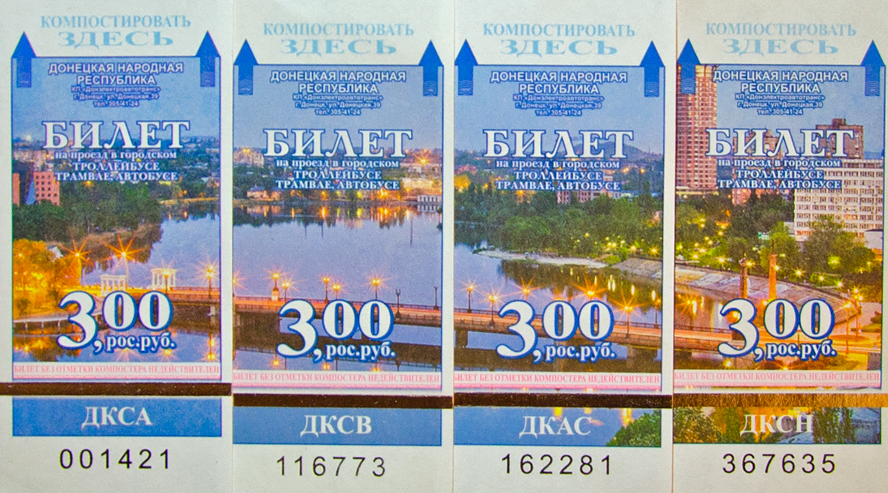 КОМПОСТИРОВАТЬ
ЗДЕСЬ
ДОНЕЦКАЯ НАРОДНАЯ
РЕСПУБЛИКА
КП «Донэлектроавтотранс»
г.Донецк, ул.Донецкая,39
тел. 305-41-24
БИЛЕТ
на проезд в городском
ТРОЛЛЕЙБУСЕ
ТРАМВАЕ, АВТОБУСЕ
3,00
рос.руб.
БИЛЕТ БЕЗ ОТМЕТКИ КОМПОСТЕРА НЕДЕЙСТВИТЕЛЕН
ДКСА
001421
КОМПОСТИРОВАТЬ
ЗДЕСЬ
ДОНЕЦКАЯ НАРОДНАЯ
РЕСПУБЛИКА
КП «Донэлектроавтотранс»
г.Донецк, ул.Донецкая,39
тел. 305-41-24
БИЛЕТ
на проезд в городском
ТРОЛЛЕЙБУСЕ
ТРАМВАЕ, АВТОБУСЕ
3,00
рос.руб.
БИЛЕТ БЕЗ ОТМЕТКИ КОМПОСТЕРА НЕДЕЙСТВИТЕЛЕН
ДКСВ
116773
КОМПОСТИРОВАТЬ
ЗДЕСЬ
ДОНЕЦКАЯ НАРОДНАЯ
РЕСПУБЛИКА
КП «Донэлектроавтотранс»
г.Донецк, ул.Донецкая,39
тел. 305-41-24
БИЛЕТ
на проезд в городском
ТРОЛЛЕЙБУСЕ
ТРАМВАЕ, АВТОБУСЕ
3,00
рос.руб.
БИЛЕТ БЕЗ ОТМЕТКИ КОМПОСТЕРА НЕДЕЙСТВИТЕЛЕН
ДКАС
162281
КОМПОСТИРОВАТЬ
ЗДЕСЬ
ДОНЕЦКАЯ НАРОДНАЯ
РЕСПУБЛИКА
КП «Донэлектроавтотранс»
г.Донецк, ул.Донецкая,39
тел. 305-41-24
БИЛЕТ
на проезд в городском
ТРОЛЛЕЙБУСЕ
ТРАМВАЕ, АВТОБУСЕ
3,00
рос.руб.
БИЛЕТ БЕЗ ОТМЕТКИ КОМПОСТЕРА НЕДЕЙСТВИТЕЛЕН
ДКСН
367635